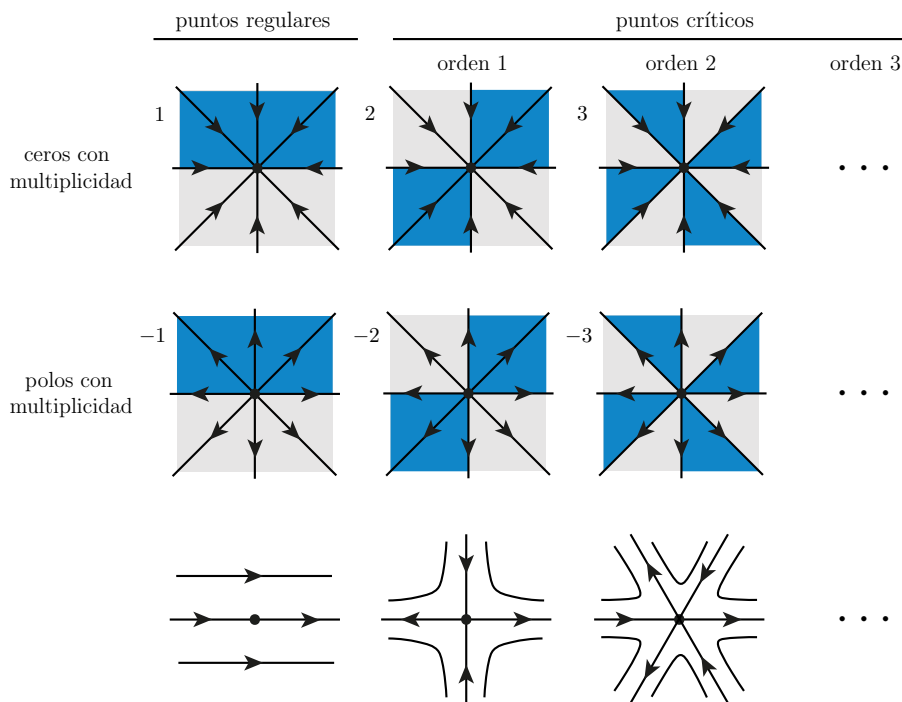 puntos regulares
puntos críticos
orden 1
orden 2
orden 3
1
2
3
ceros con
multiplicidad
−1
−2
−3
polos con
multiplicidad